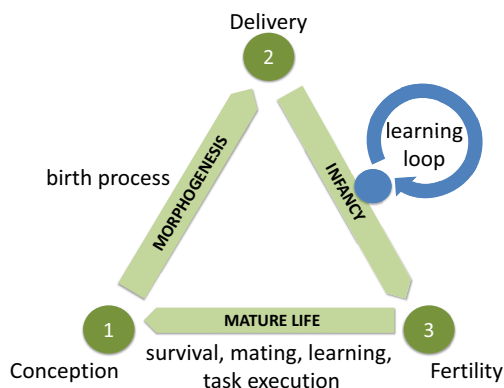 Delivery
2
learning
loop
INFANCY
MORPHOGENESIS
birth process
1
MATURE LIFE
3
Conception
survival, mating, learning,
task execution
Fertility